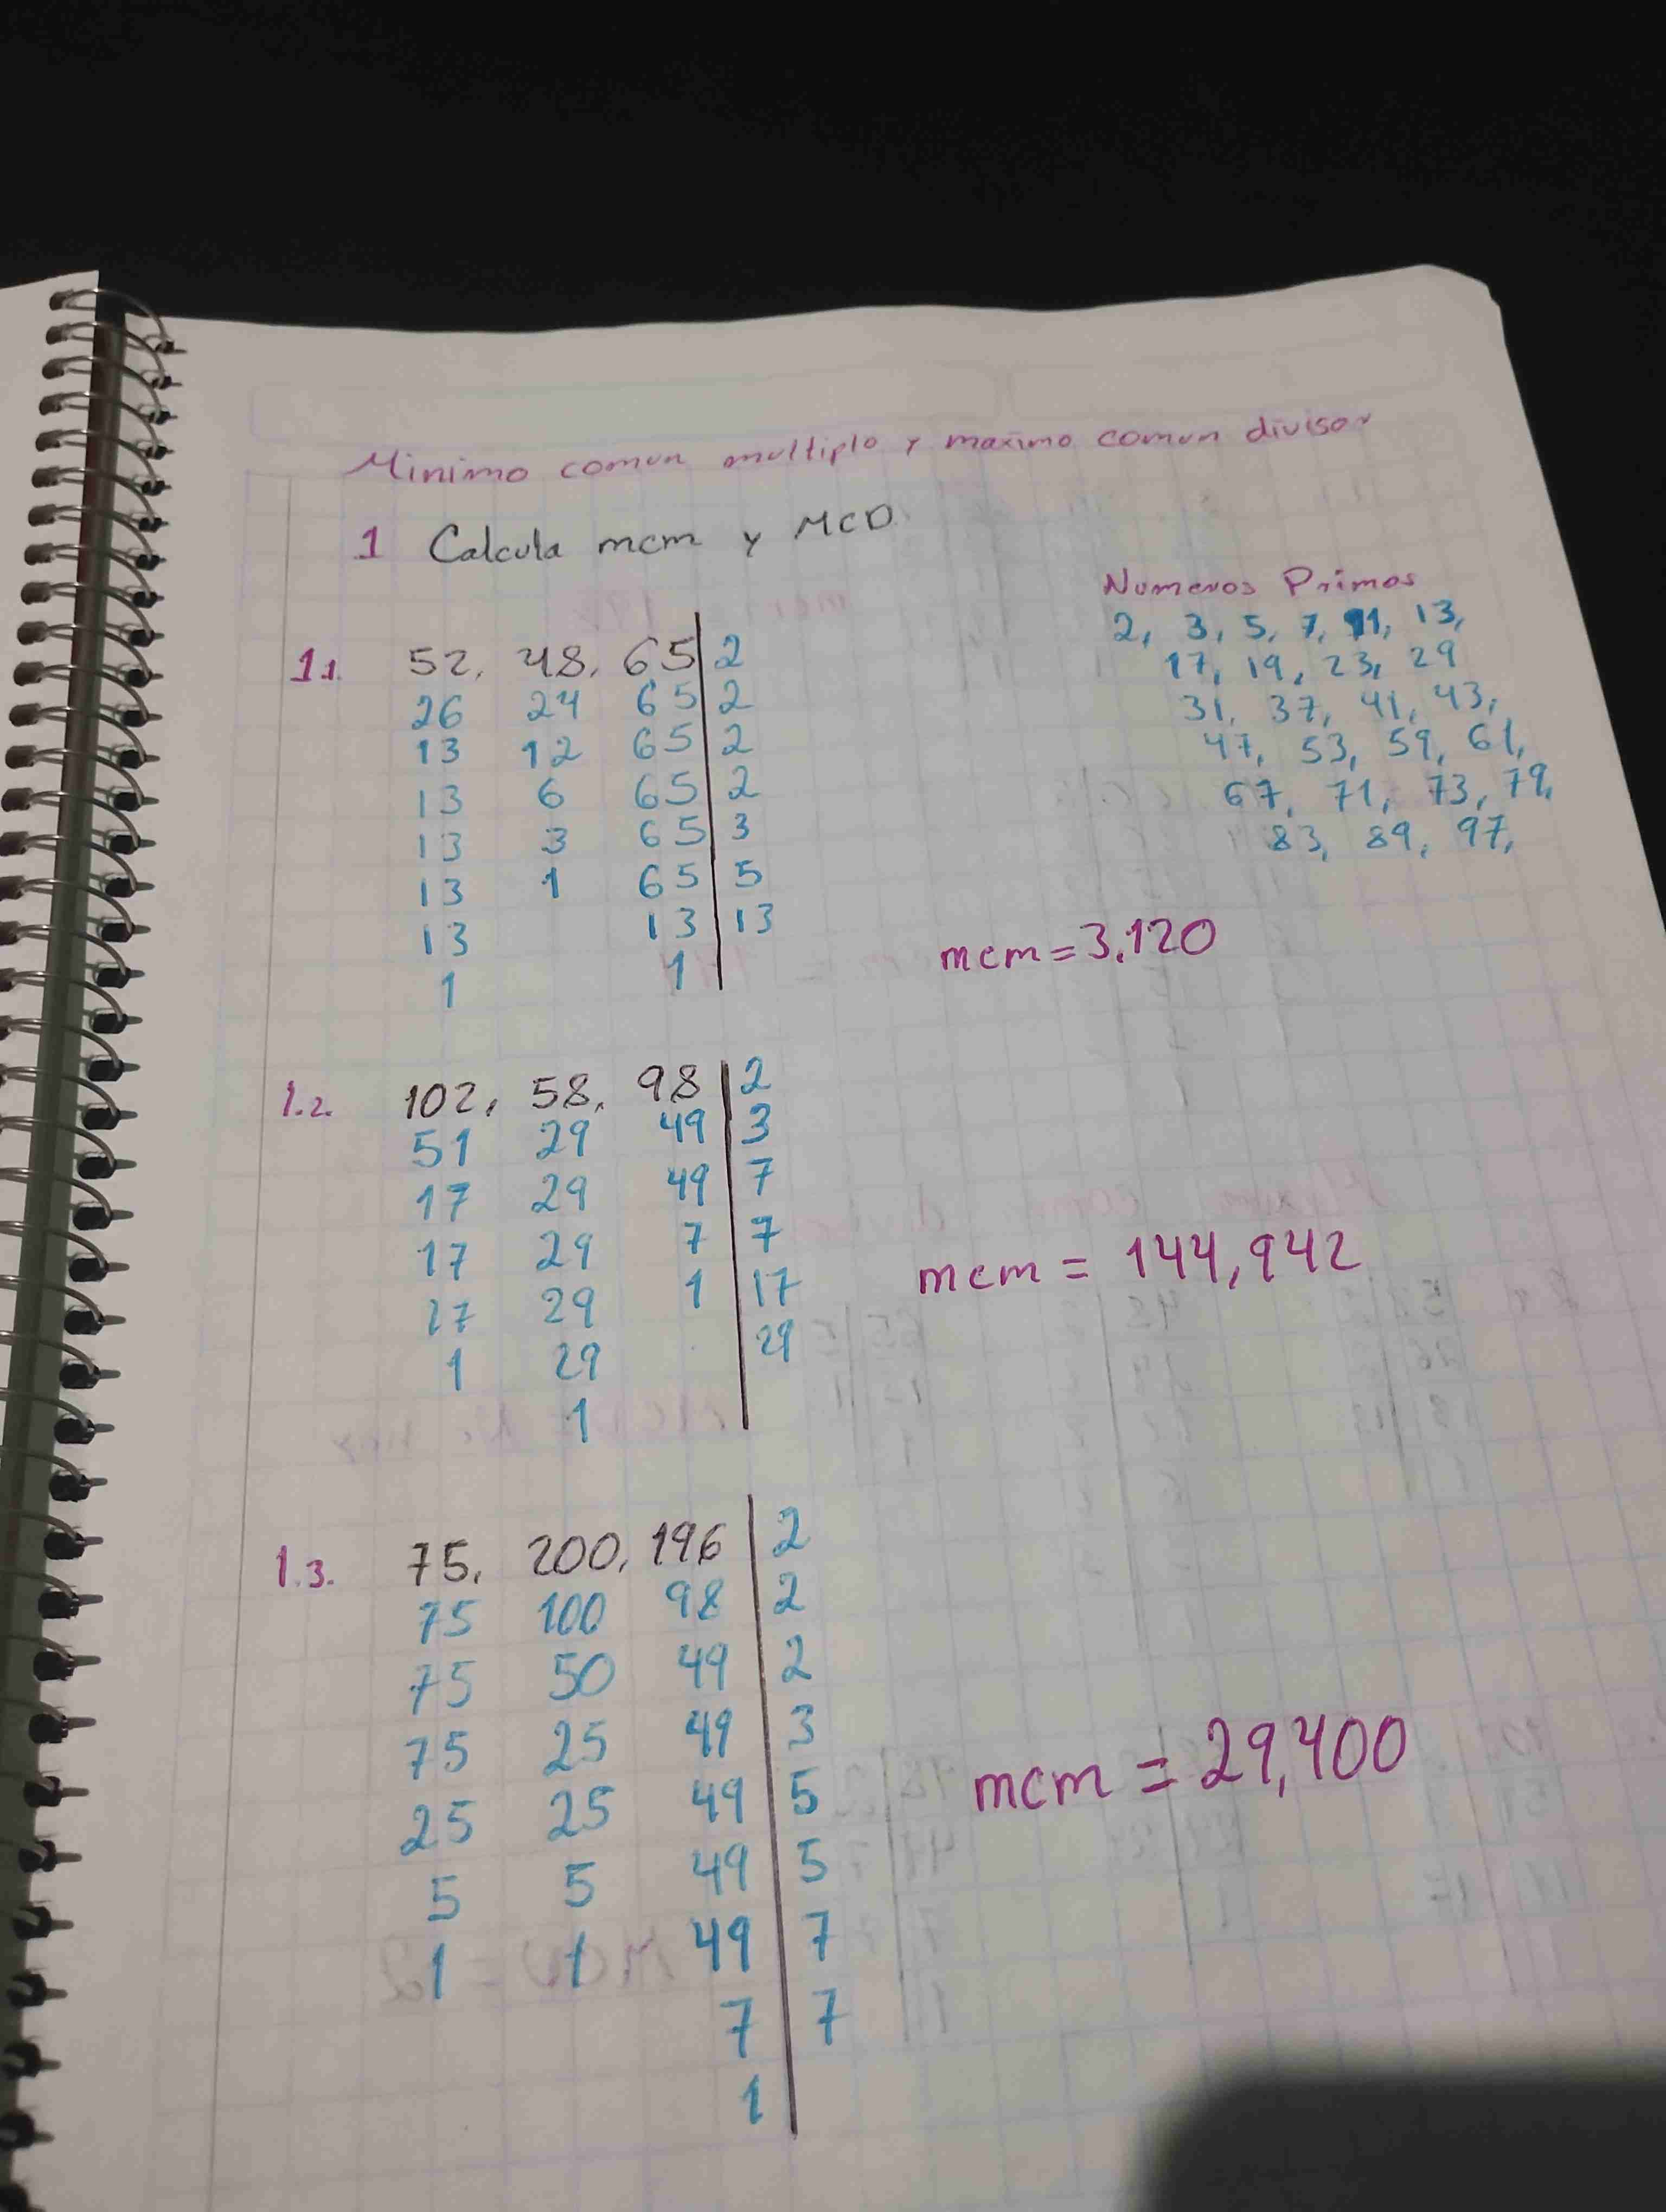 Minimo comun multiplo y maximo comun divisor
1 Calcula mcm y MCD
Numeros Primos
2, 3, 5, 7, 11, 13,
17, 19, 23, 29
31, 37, 41, 43,
47, 53, 59, 61,
67, 71, 73, 79,
83, 89, 97,
1.1. 52, 48, 65 2
26 24 65 2
13 12 65 2
13 6 65 2
13 3 65 3
13 1 65 5
13 13 13
1 1
mcm = 3,120
1.2. 102, 58, 98 2
51 29 49 3
17 29 49 7
17 29 7 7
17 29 1 17
1 29 29
1
mcm = 144,942
1.3. 75, 200, 196 2
75 100 98 2
75 50 49 2
75 25 49 3
25 25 49 5
5 5 49 5
1 1 49 7
7 7
1
mcm = 29,400